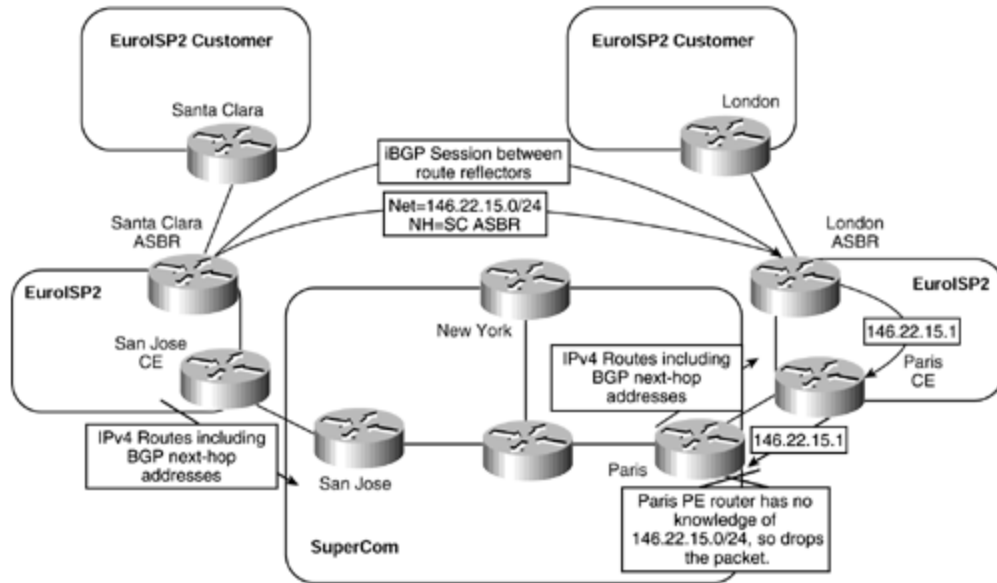 EuroISP2 Customer
EuroISP2 Customer
Santa Clara
London
iBGP Session between
route reflectors
Net=146.22.15.0/24
NH=SC ASBR
Santa Clara
ASBR
London
ASBR
EuroISP2
EuroISP2
New York
146.22.15.1
San Jose
CE
IPv4 Routes including
BGP next-hop
addresses
Paris
CE
IPv4 Routes including
BGP next-hop
addresses
146.22.15.1
San Jose
Paris
Paris PE router has no
knowledge of
146.22.15.0/24, so drops
the packet.
SuperCom